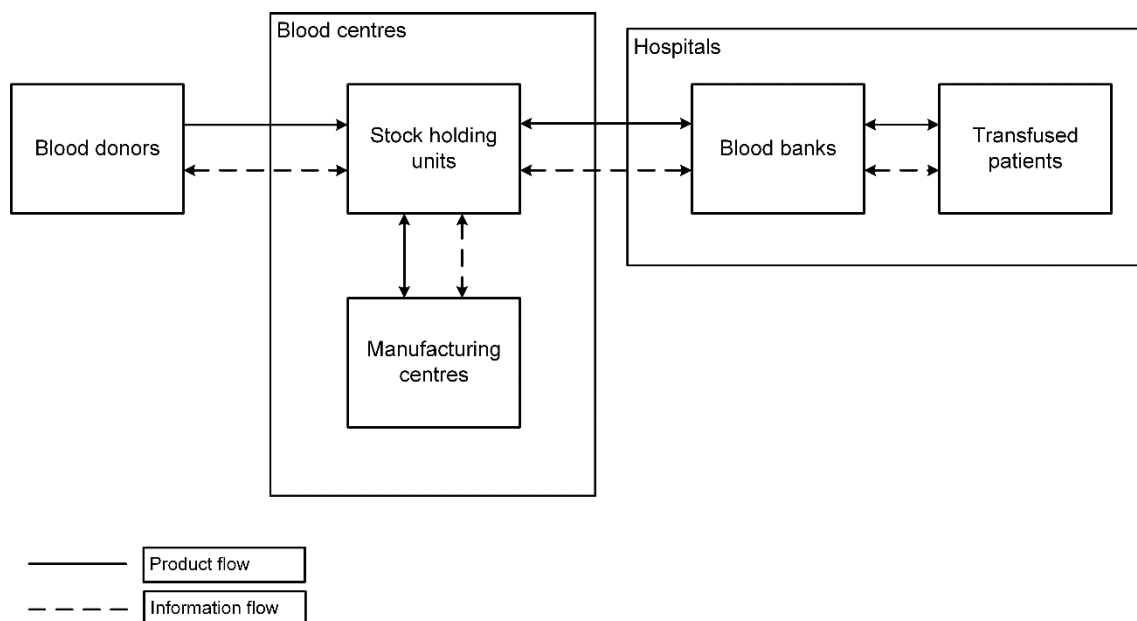 Blood centres
Hospitals
Blood donors
Stock holding
units
Blood banks
Transfused
patients
Manufacturing
centres
Product flow
Information flow